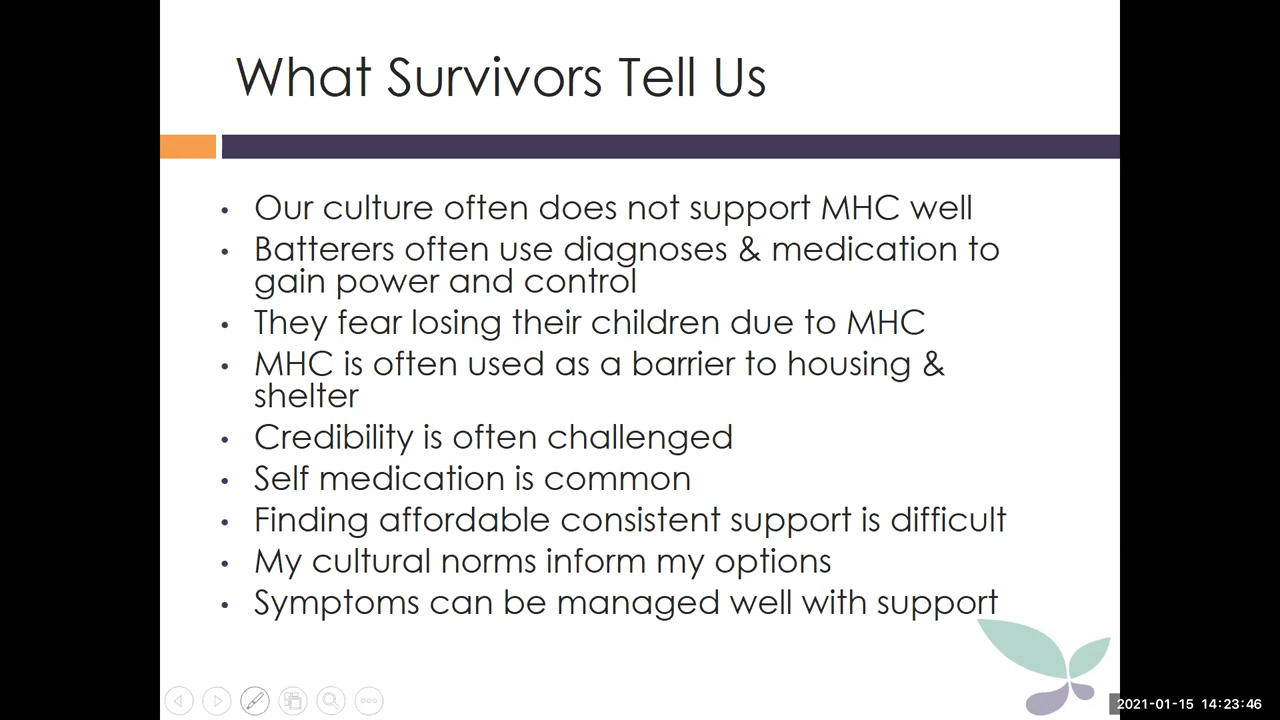 What Survivors Tell Us
• Our culture often does not support MHC well
• Batterers often use diagnoses & medication to
gain power and control
• They fear losing their children due to MHC
• MHC is often used as a barrier to housing &
shelter
• Credibility is often challenged
• Self medication is common
• Finding affordable consistent support is difficult
• My cultural norms inform my options
• Symptoms can be managed well with support
2021-01-15 14:23:46